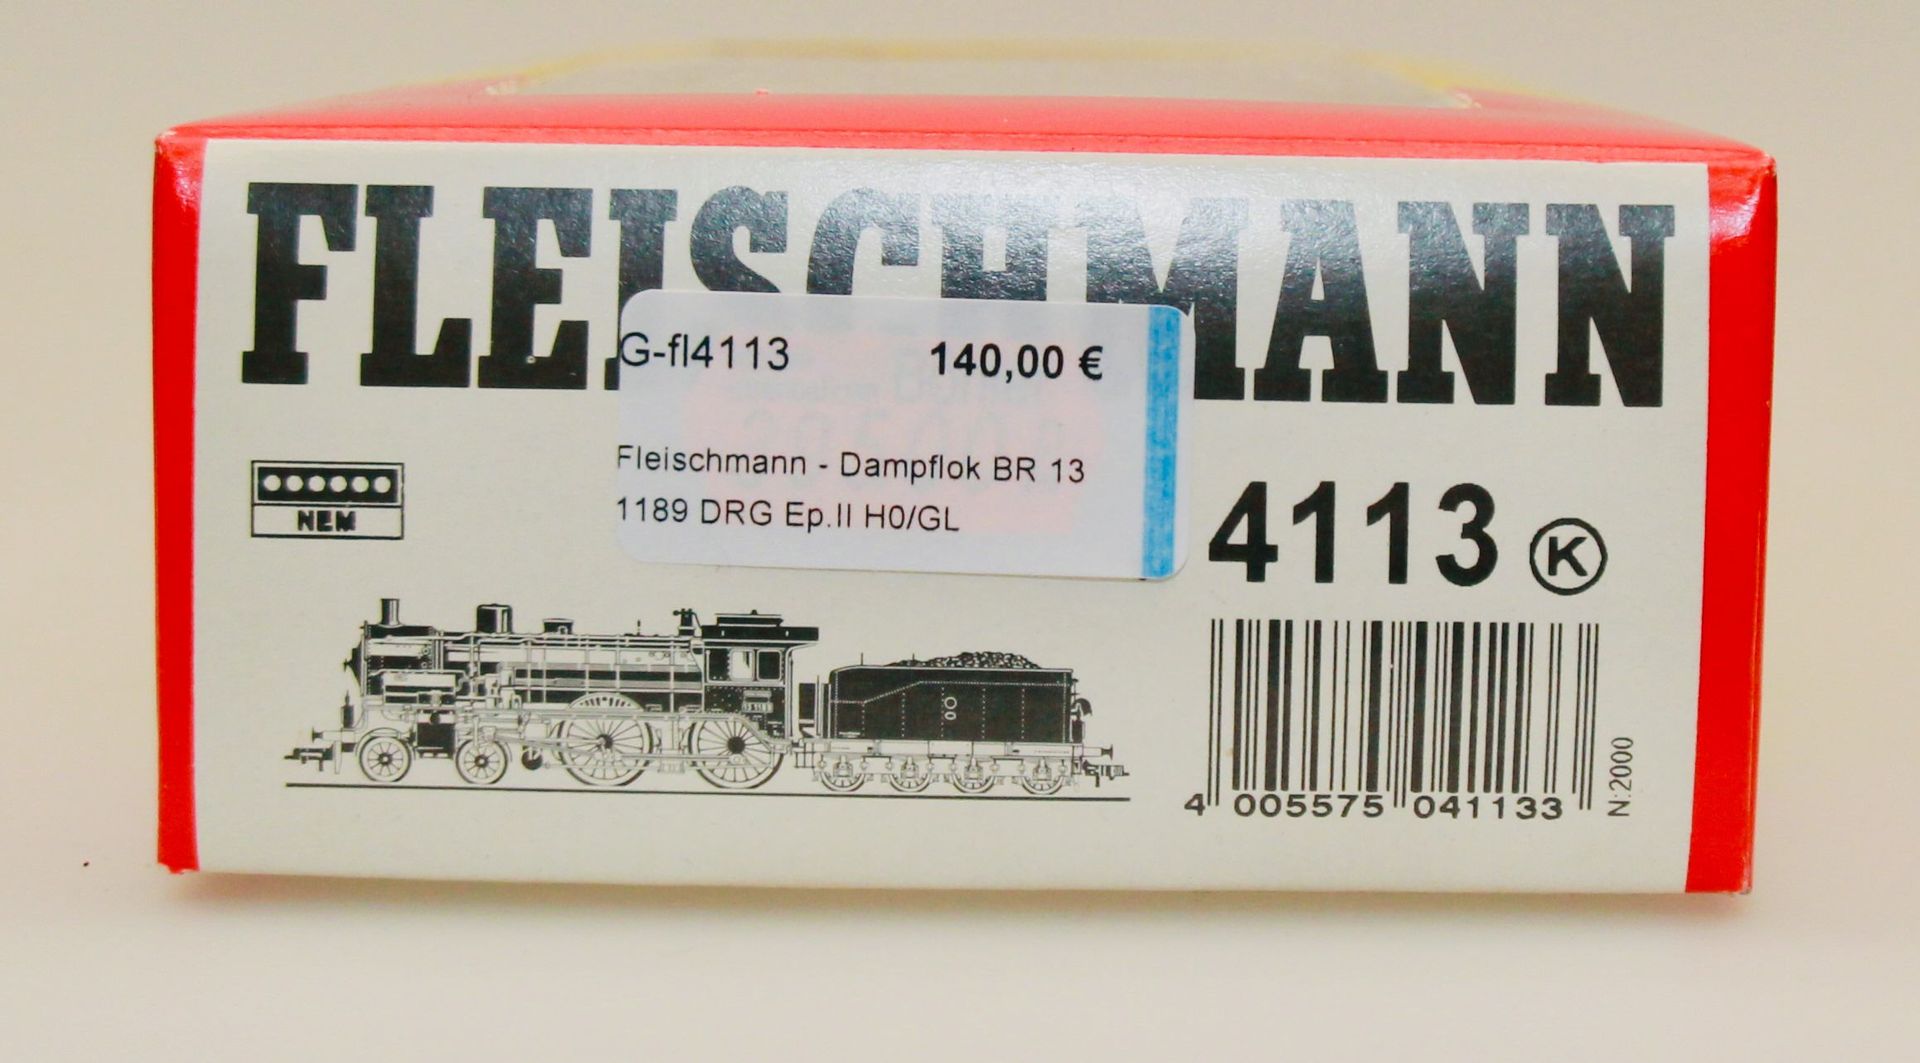 FLEISCHMANN
G-fl4113 140,00 €
Fleischmann - Dampflok BR 13
1189 DRG Ep.II H0/GL
NEM
4113 K
4 005575 041133
N:2000